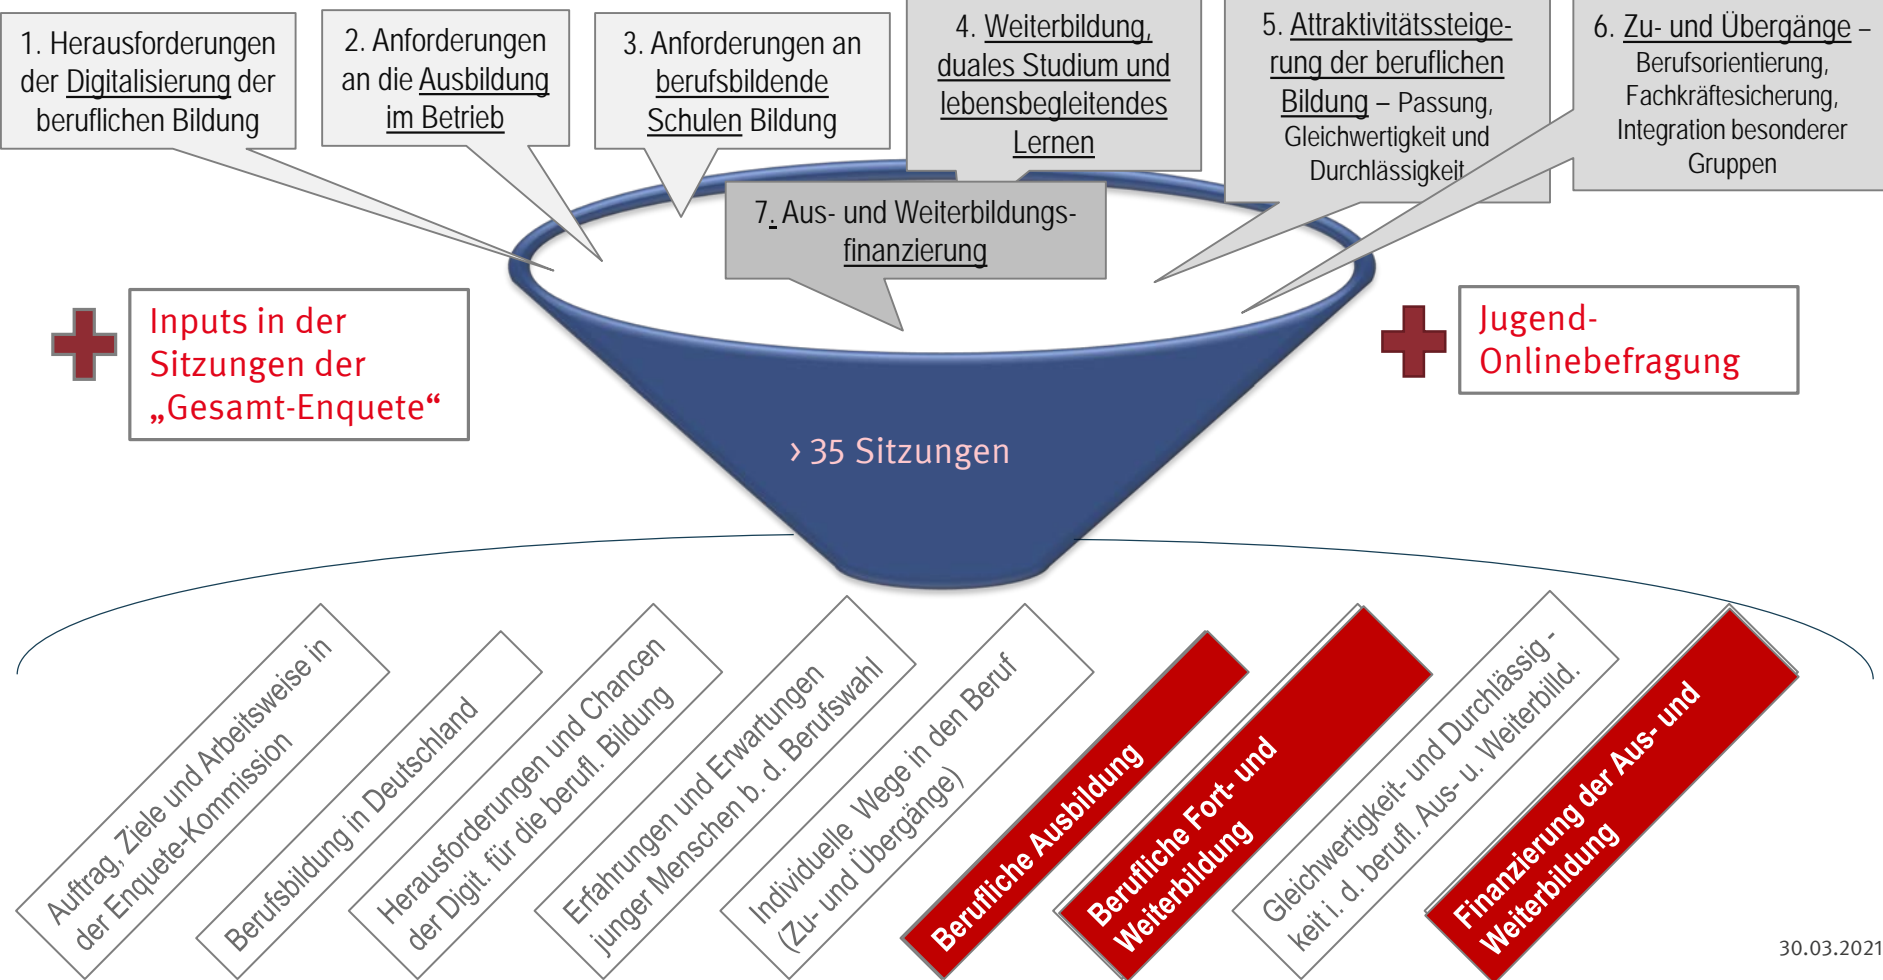 1. Herausforderungen
der Digitalisierung der
beruflichen Bildung
2. Anforderungen
an die Ausbildung
im Betrieb
3. Anforderungen an
berufsbildende
Schulen Bildung
4. Weiterbildung,
duales Studium und
lebensbegleitendes
Lernen
5. Attraktivitätssteige-
rung der beruflichen
Bildung – Passung,
Gleichwertigkeit und
Durchlässigkeit
6. Zu- und Übergänge –
Berufsorientierung,
Fachkräftesicherung,
Integration besonderer
Gruppen
7. Aus- und Weiterbildungs-
finanzierung
Inputs in der
Sitzungen der
„Gesamt-Enquete“
Jugend-
Onlinebefragung
> 35 Sitzungen
Auftrag, Ziele und Arbeitsweise in
der Enquete-Kommission
Berufsbildung in Deutschland
Herausforderungen und Chancen
der Digit. für die berufl. Bildung
Erfahrungen und Erwartungen
junger Menschen b. d. Berufswahl
Individuelle Wege in den Beruf
(Zu- und Übergänge)
Berufliche Ausbildung
Berufliche Fort- und
Weiterbildung
Gleichwertigkeit- und Durchlässig -
keit i. d. berufl. Aus- u. Weiterbild.
Finanzierung der Aus- und
Weiterbildung
30.03.2021